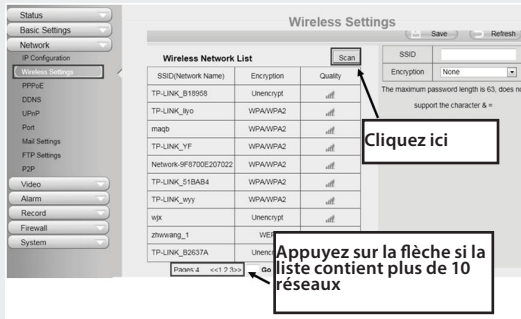 Status
Basic Settings
Network
IP Configuration
Wireless Settings
PPPoE
DDNS
UPnP
Port
Mail Settings
FTP Settings
P2P
Video
Alarm
Record
Firewall
System
Wireless Settings
Save Refresh
Wireless Network List
Scan
SSID(Network Name) Encryption Quality
TP-LINK_B18958 Unencrypt
TP-LINK_liyo WPA/WPA2
maqb WPA/WPA2
TP-LINK_YF WPA/WPA2
Network-9F8700E207022 WPA/WPA2
TP-LINK_51BAB4 WPA/WPA2
TP-LINK_wyy WPA/WPA2
wjx Unencrypt
zhwwang_1 WEP
TP-LINK_B2637A
Pages:4 <<1 2 3>> Go
SSID
Encryption None
The maximum password length is 63, does no
support the character & =
Cliquez ici
Appuyez sur la flèche si la
liste contient plus de 10
réseaux